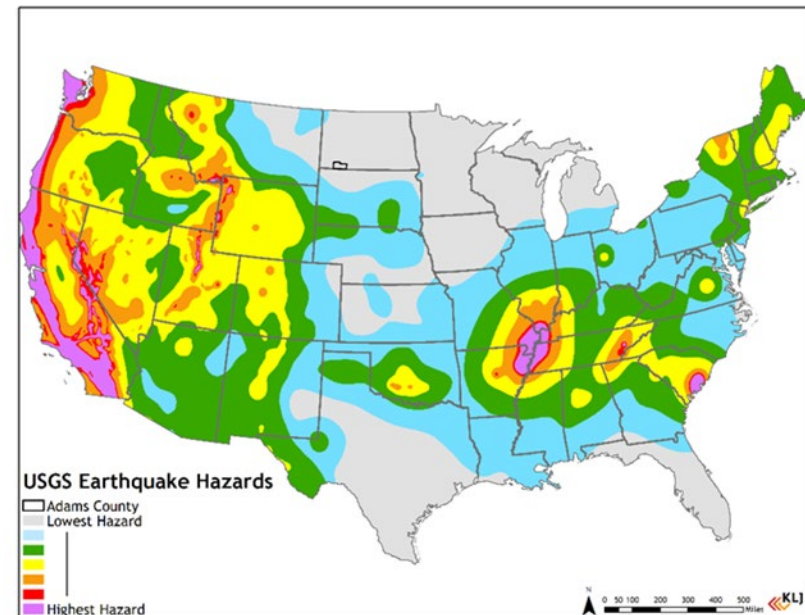 USGS Earthquake Hazards
Adams County
Lowest Hazard
Highest Hazard
N
0 50 100 200 300 400 500
Miles
KLJ